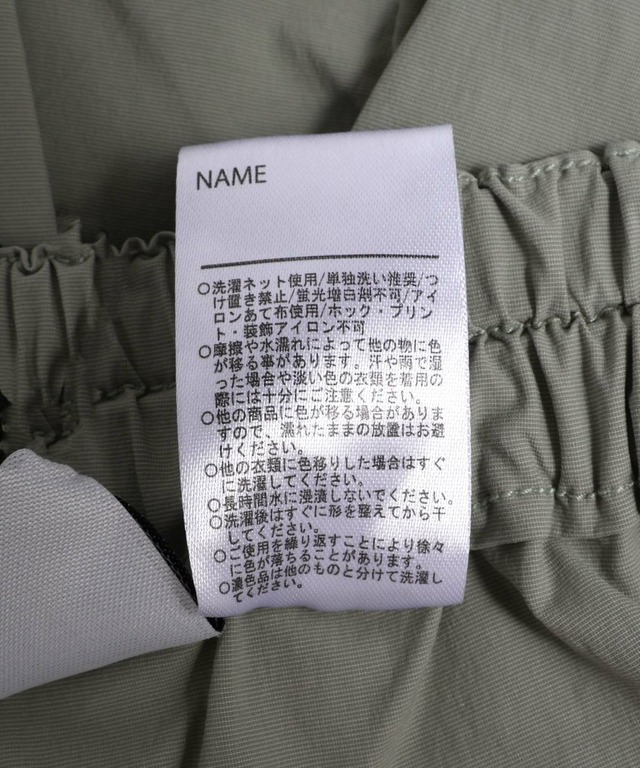 NAME
○洗濯ネット使用/単独洗い推奨/つ
け置き禁止/蛍光増白剤不可/アイ
ロンあて布使用/ホック・プリン
ト・装飾アイロン不可
○摩擦や水濡れによって他の物に色
が移る事があります。汗や雨で湿
った場合や淡い色の衣類を着用の
際には十分にご注意ください。
○他の商品に色が移る場合がありま
すので、濡れたままの放置はお避
けください。
○他の衣類に色移りした場合はすぐ
に洗濯してください。
○長時間水に浸漬しないでください。
○洗濯後はすぐに形を整えてから干
してください。
○ご使用を繰り返すことにより徐々
に色が落ちることがあります。
○濃色品は他のものと分けて洗濯し
てください。